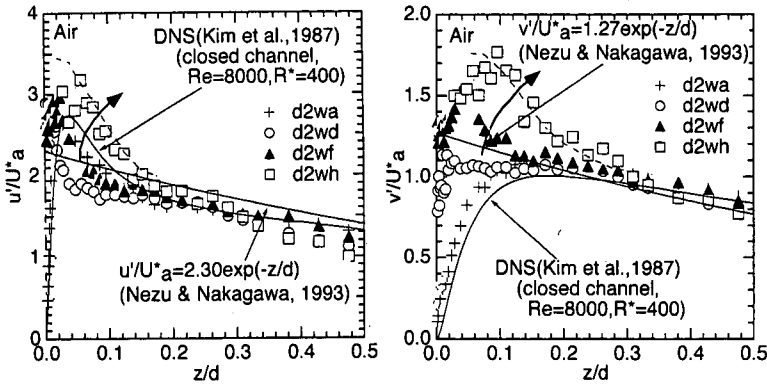 Air
DNS(Kim et al.,1987)
(closed channel,
Re=8000,R*=400)
d2wa
d2wd
d2wf
d2wh
u'/U*a=2.30exp(-z/d)
(Nezu & Nakagawa, 1993)
4
3
2
1
0
u'/U*a
0.0 0.1 0.2 0.3 0.4 0.5
z/d
Air
v'/U*a=1.27exp(-z/d)
(Nezu & Nakagawa, 1993)
d2wa
d2wd
d2wf
d2wh
DNS(Kim et al.,1987)
(closed channel,
Re=8000,R*=400)
2.0
1.5
1.0
0.5
0.0
v'/U*a
0.0 0.1 0.2 0.3 0.4 0.5
z/d